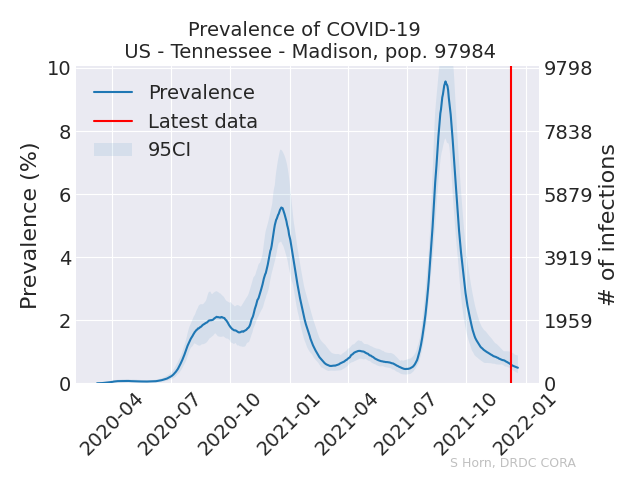 Prevalence of COVID-19
US - Tennessee - Madison, pop. 97984
Prevalence (%)
10
8
6
4
2
0
Prevalence
Latest data
95CI
9798
7838
5879
3919
1959
0
# of infections
2020-04
2020-07
2020-10
2021-01
2021-04
2021-07
2021-10
2022-01
S Horn, DRDC CORA